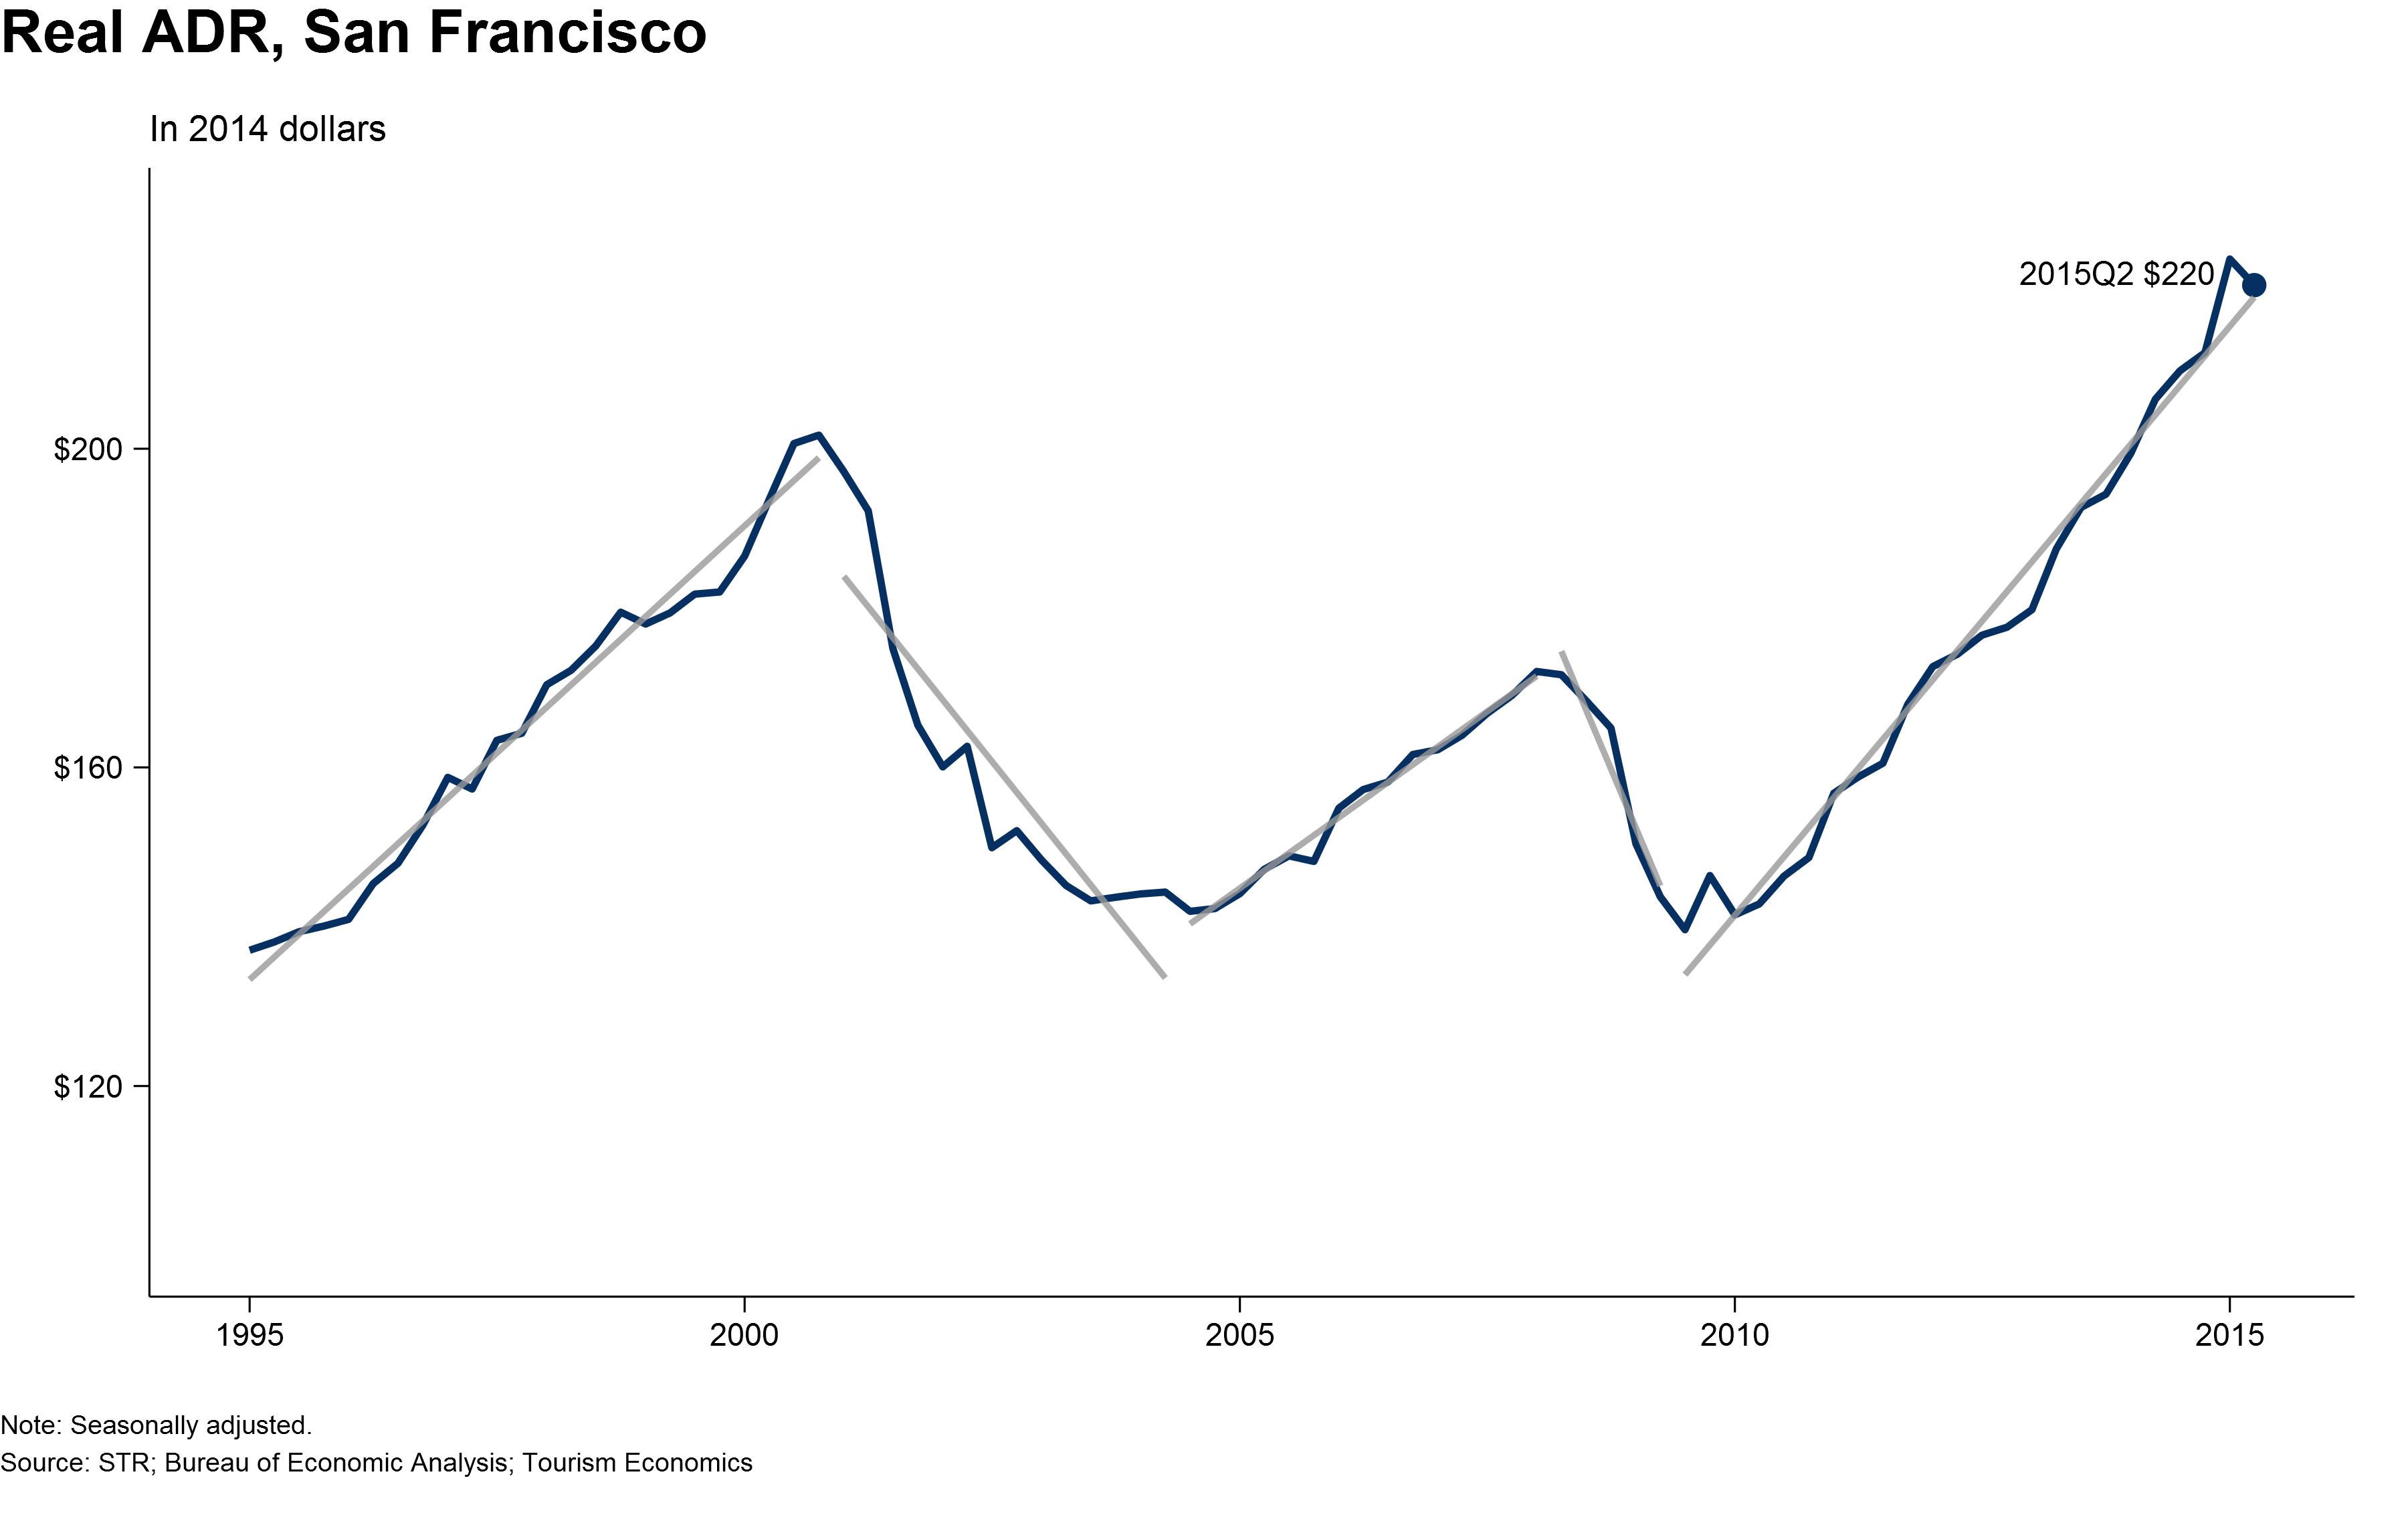 Real ADR, San Francisco
In 2014 dollars
2015Q2 $220
$200
$160
$120
1995 2000 2005 2010 2015
Note: Seasonally adjusted.
Source: STR; Bureau of Economic Analysis; Tourism Economics